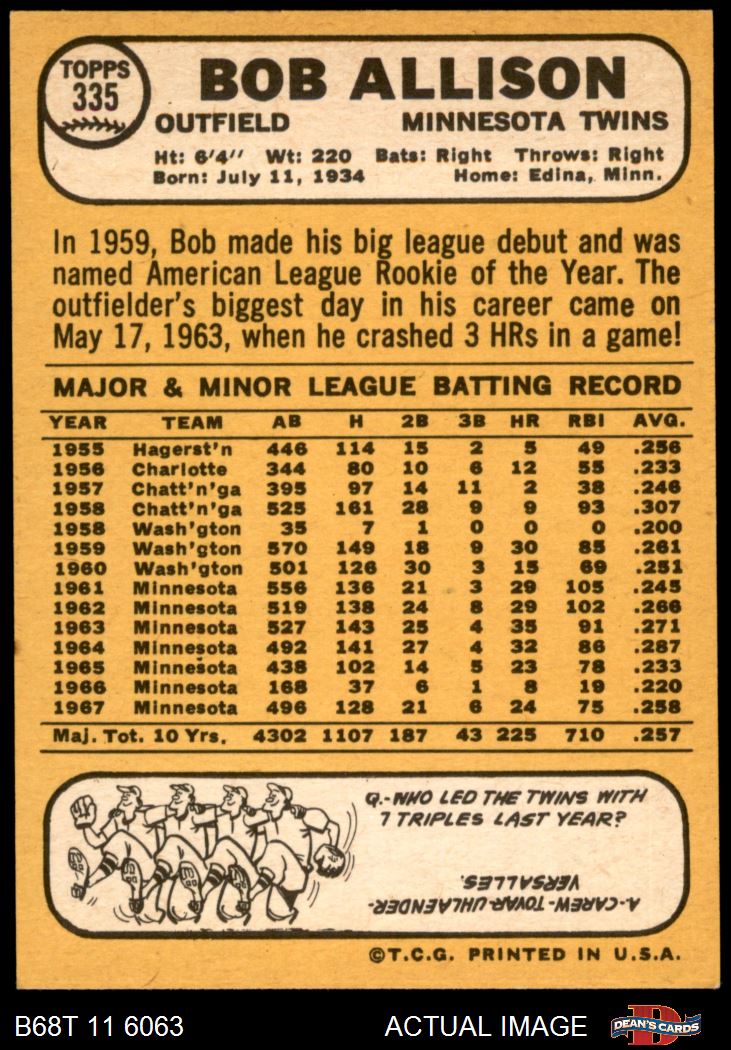 TOPPS
335
BOB ALLISON
OUTFIELD MINNESOTA TWINS
Ht: 6'4" Wt: 220 Bats: Right Throws: Right
Born: July 11, 1934 Home: Edina, Minn.
In 1959, Bob made his big league debut and was
named American League Rookie of the Year. The
outfielder's biggest day in his career came on
May 17, 1963, when he crashed 3 HRs in a game!
MAJOR & MINOR LEAGUE BATTING RECORD
YEAR TEAM AB H 2B 3B HR RBI AVG.
1955 Hagerst'n 446 114 15 2 5 49 .256
1956 Charlotte 344 80 10 6 12 55 .233
1957 Chatt'n'ga 395 97 14 11 2 38 .246
1958 Chatt'n'ga 525 161 28 9 9 93 .307
1958 Wash'gton 35 7 1 0 0 0 .200
1959 Wash'gton 570 149 18 9 30 85 .261
1960 Wash'gton 501 126 30 3 15 69 .251
1961 Minnesota 556 136 21 3 29 105 .245
1962 Minnesota 519 138 24 8 29 102 .266
1963 Minnesota 527 143 25 4 35 91 .271
1964 Minnesota 492 141 27 4 32 86 .287
1965 Minnesota 438 102 14 5 23 78 .233
1966 Minnesota 168 37 6 1 8 19 .220
1967 Minnesota 496 128 21 6 24 75 .258
Maj. Tot. 10 Yrs. 4302 1107 187 43 225 710 .257
Q.-WHO LED THE TWINS WITH
7 TRIPLES LAST YEAR?
A-CAREW-TOVAR-UHLAENDER-
VERSALLES.
©T.C.G. PRINTED IN U.S.A.
B68T 11 6063 ACTUAL IMAGE
D
DEAN'S CARDS